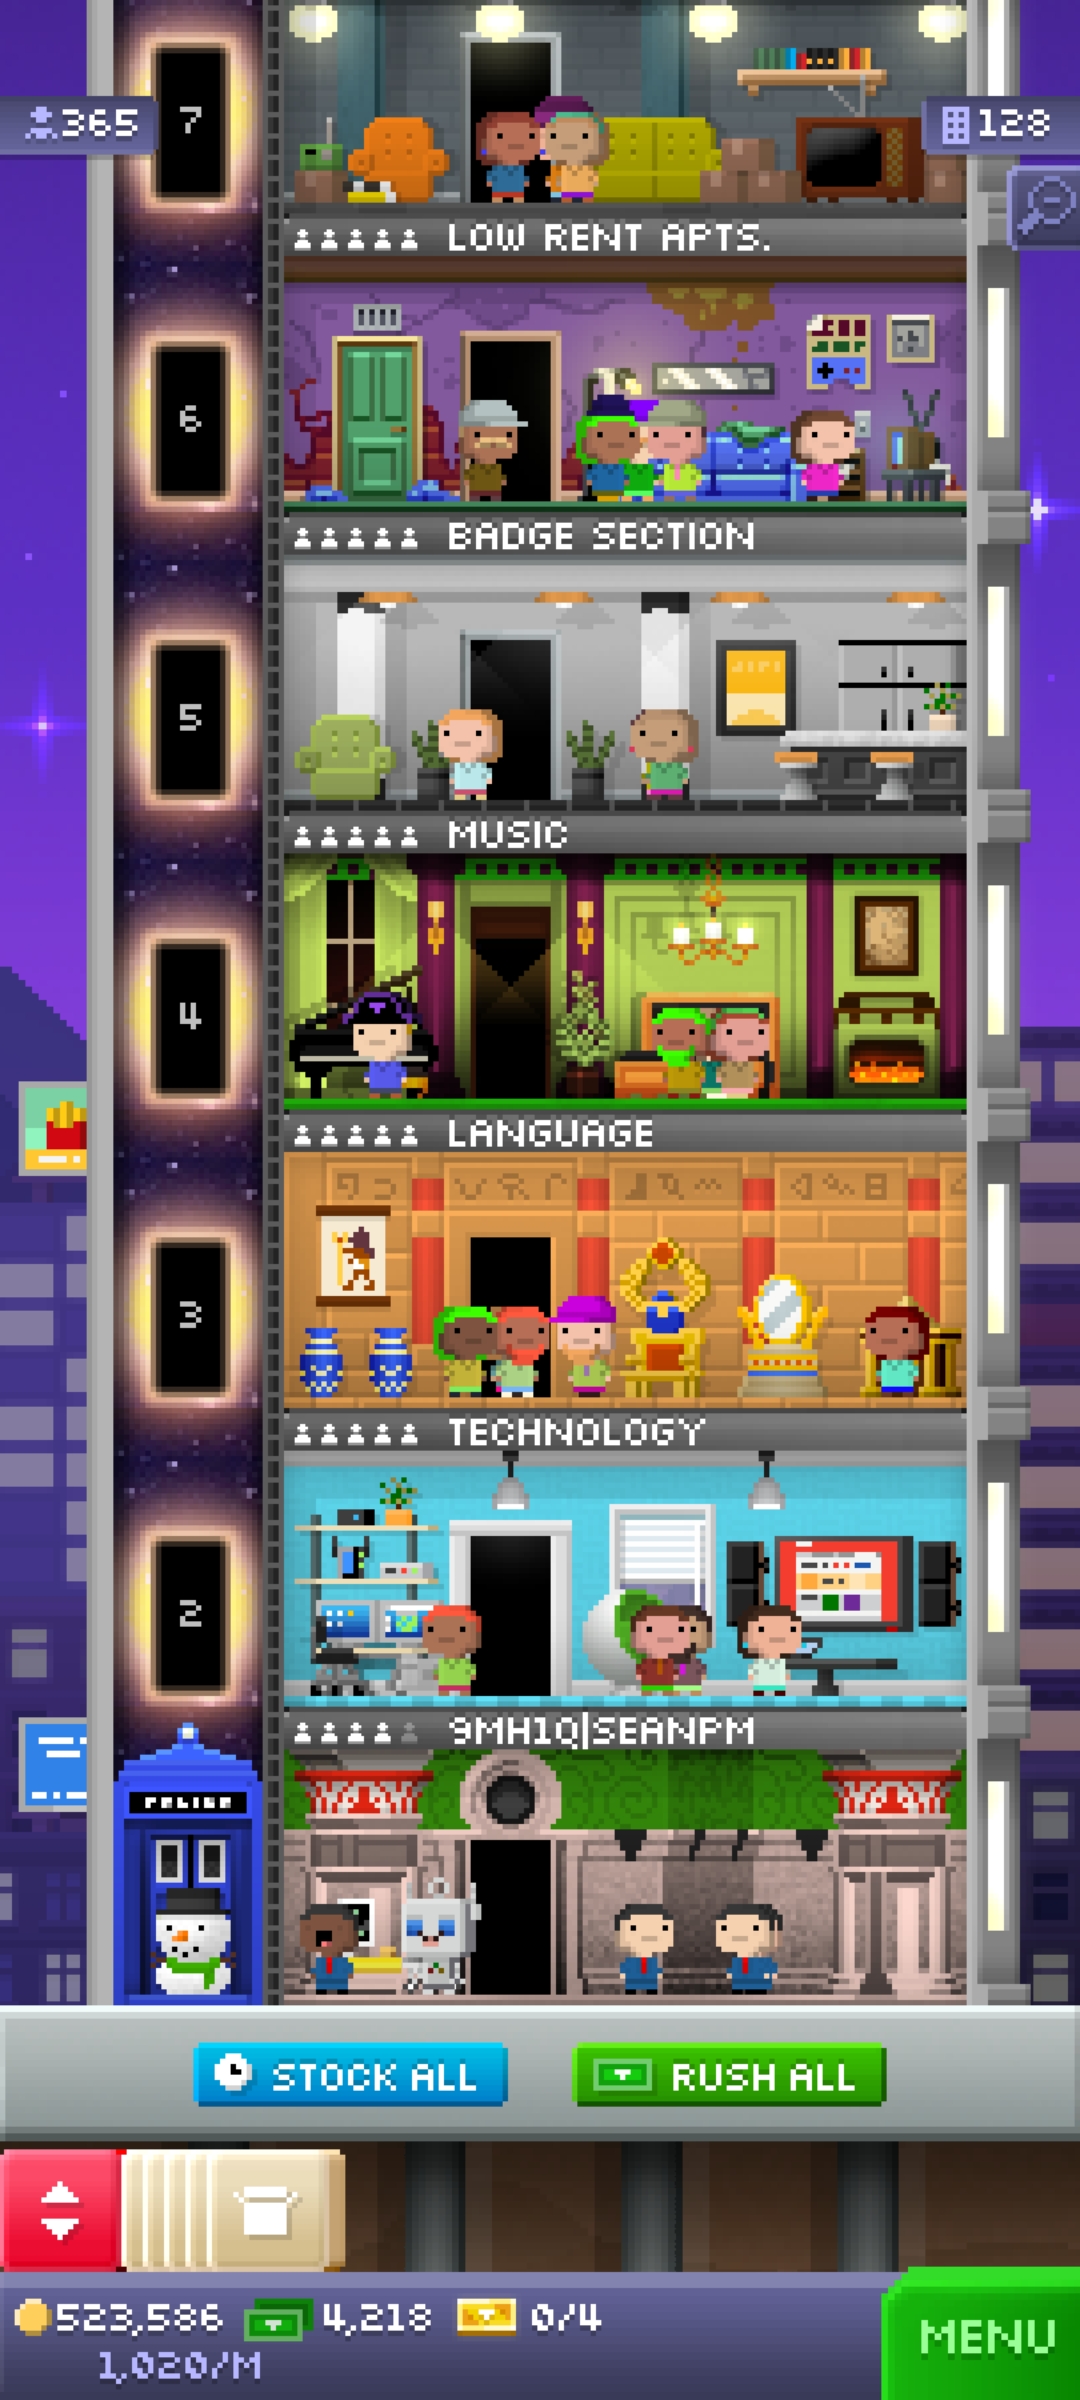 7
365
128
LOW RENT APTS.
6
BADGE SECTION
5
MUSIC
4
LANGUAGE
3
TECHNOLOGY
2
9MH1Q|SEANPM
POLICE
STOCK ALL
RUSH ALL
523,586
4,218
0/4
1,020/M
MENU